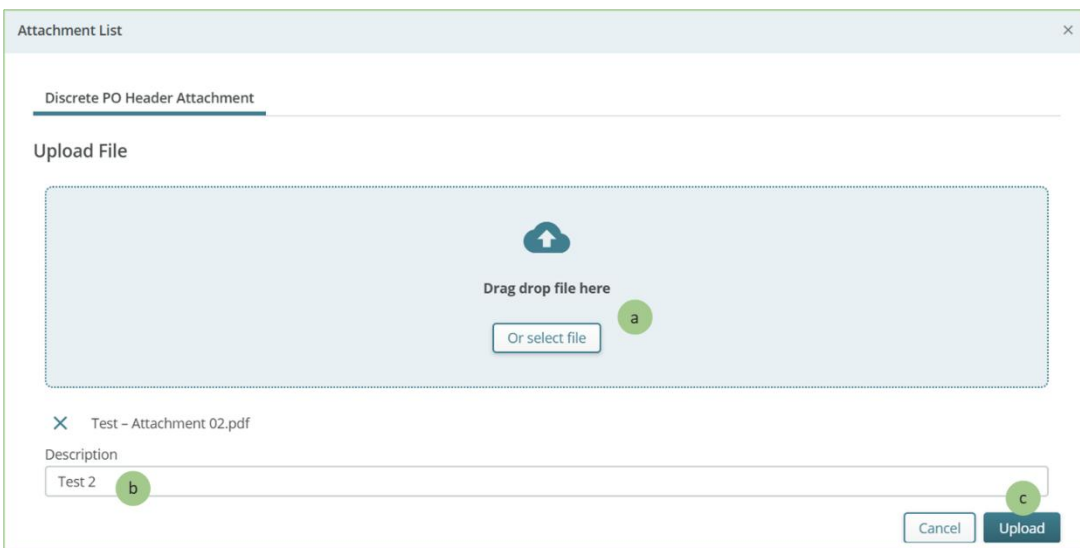 Attachment List ×
Discrete PO Header Attachment
Upload File
Drag drop file here
a
Or select file
Test – Attachment 02.pdf
Description
Test 2 b
c
Cancel Upload